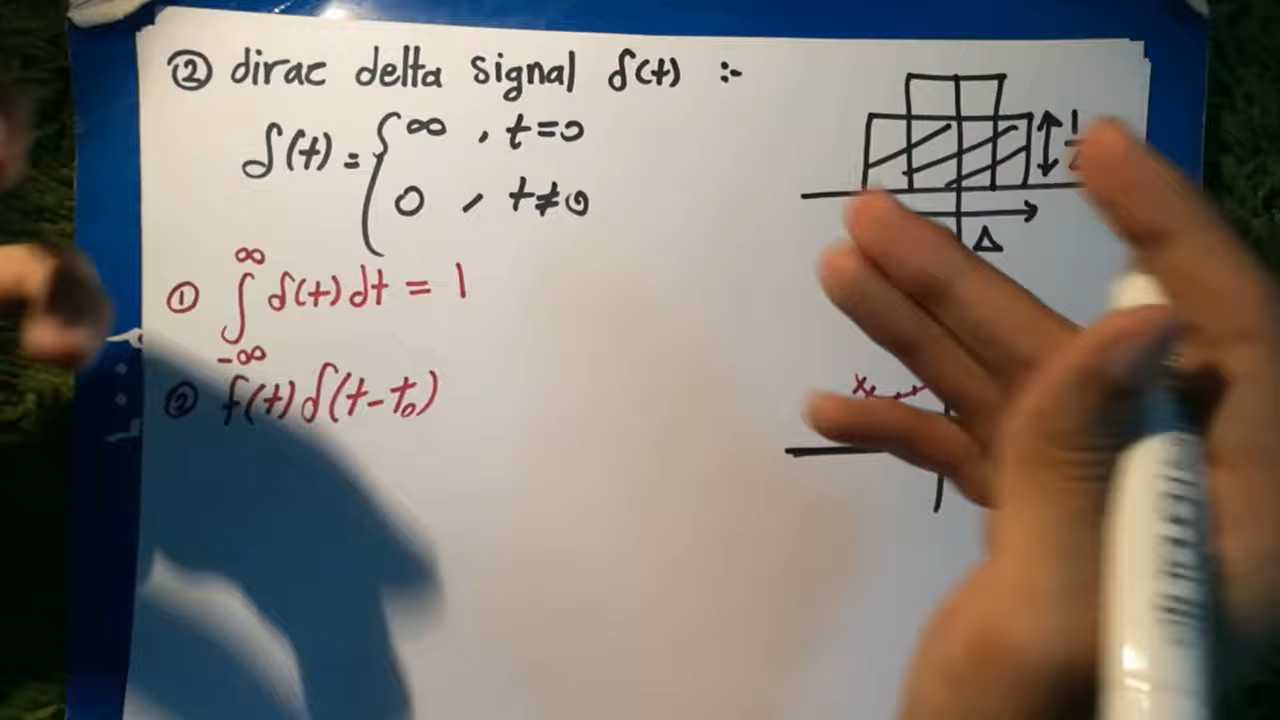 ② dirac delta signal δ(t) :-
δ(t) = { ∞ , t=0
0 , t≠0
① ∫_{-∞}^{∞} δ(t) dt = 1
② f(t) δ(t-t₀)
Δ
x